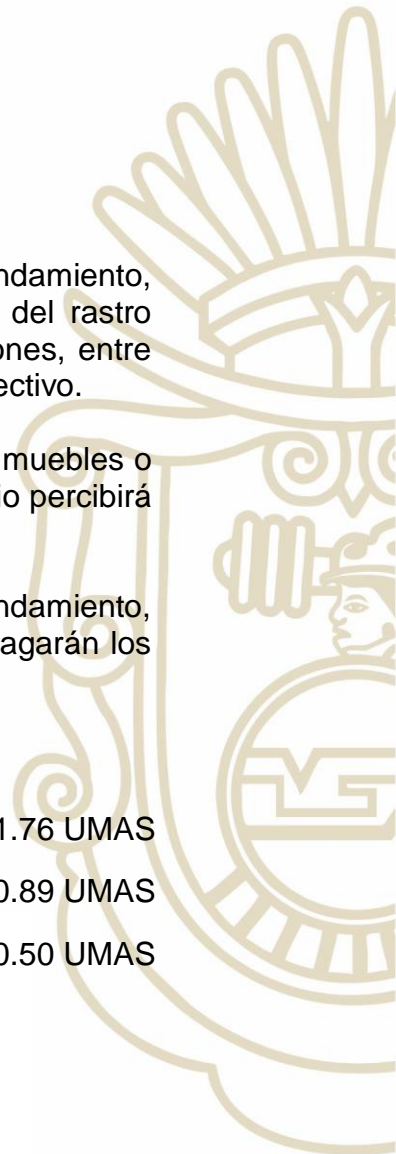 ndamiento,
del rastro
ones, entre
ectivo.
muebles o
io percibirá
ndamiento,
agarán los
1.76 UMAS
0.89 UMAS
0.50 UMAS